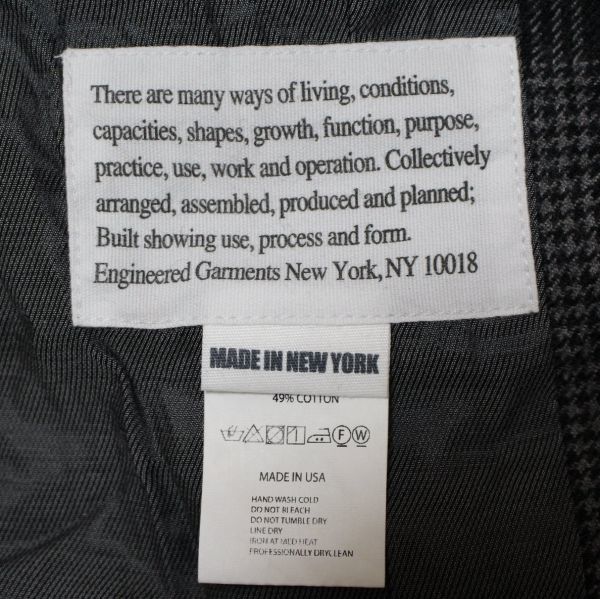 There are many ways of living, conditions,
capacities, shapes, growth, function, purpose,
practice, use, work and operation. Collectively
arranged, assembled, produced and planned;
Built showing use, process and form.
Engineered Garments New York, NY 10018
MADE IN NEW YORK
49% COTTON
F W
MADE IN USA
HAND WASH COLD
DO NOT BLEACH
DO NOT TUMBLE DRY
LINE DRY
IRON AT MED HEAT
PROFESSIONALLY DRYCLEAN